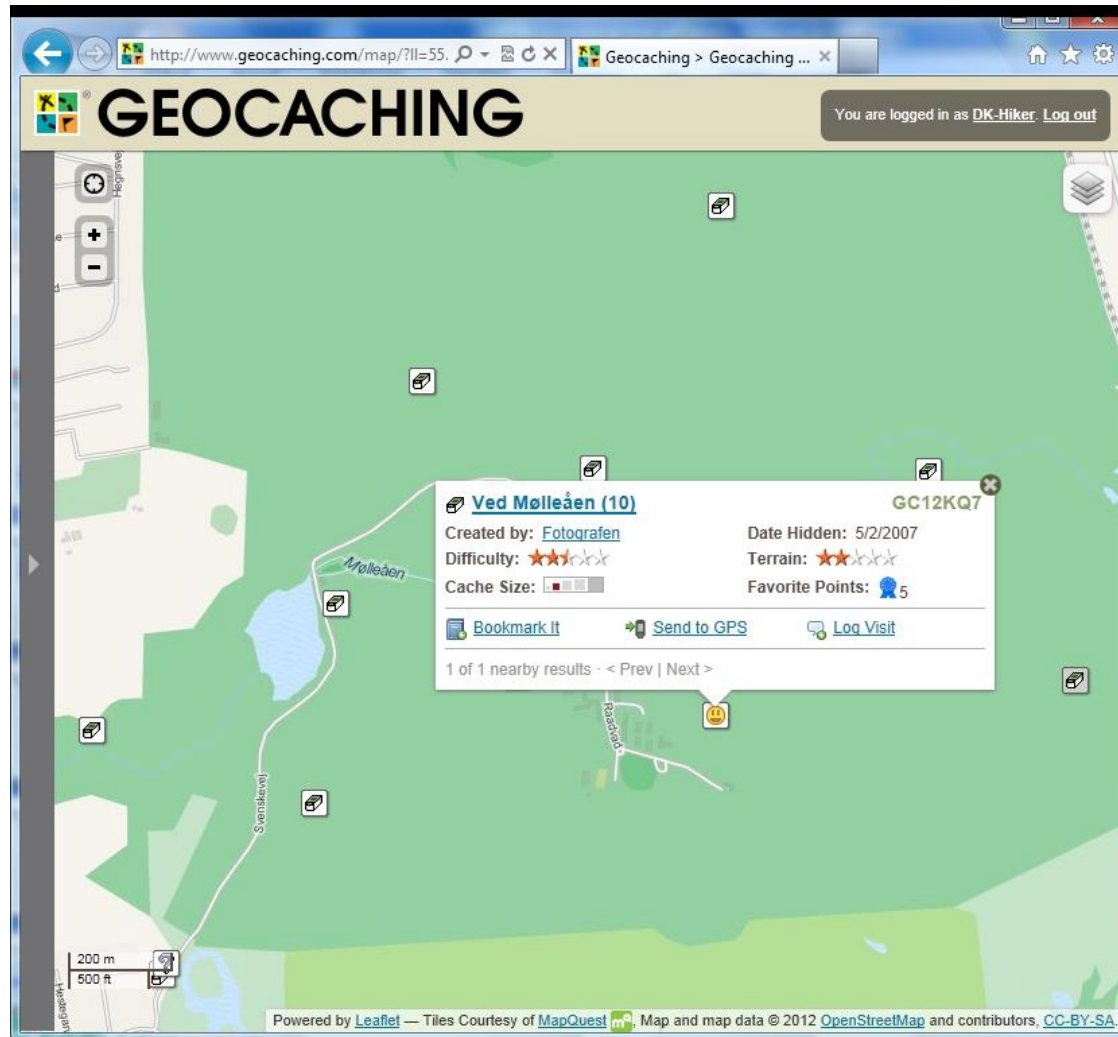 http://www.geocaching.com/map/?ll=55.
Geocaching > Geocaching ...
GEOCACHING
You are logged in as DK-Hiker. Log out
Hegnsvej
Ved Mølleåen (10)
GC12KQ7
Created by: Fotografen
Date Hidden: 5/2/2007
Difficulty:
Terrain:
Cache Size:
Favorite Points: 5
Bookmark It
Send to GPS
Log Visit
1 of 1 nearby results · < Prev | Next >
Mølleåen
Raadvad
Svenskevej
200 m
500 ft
Powered by Leaflet — Tiles Courtesy of MapQuest , Map and map data © 2012 OpenStreetMap and contributors, CC-BY-SA.